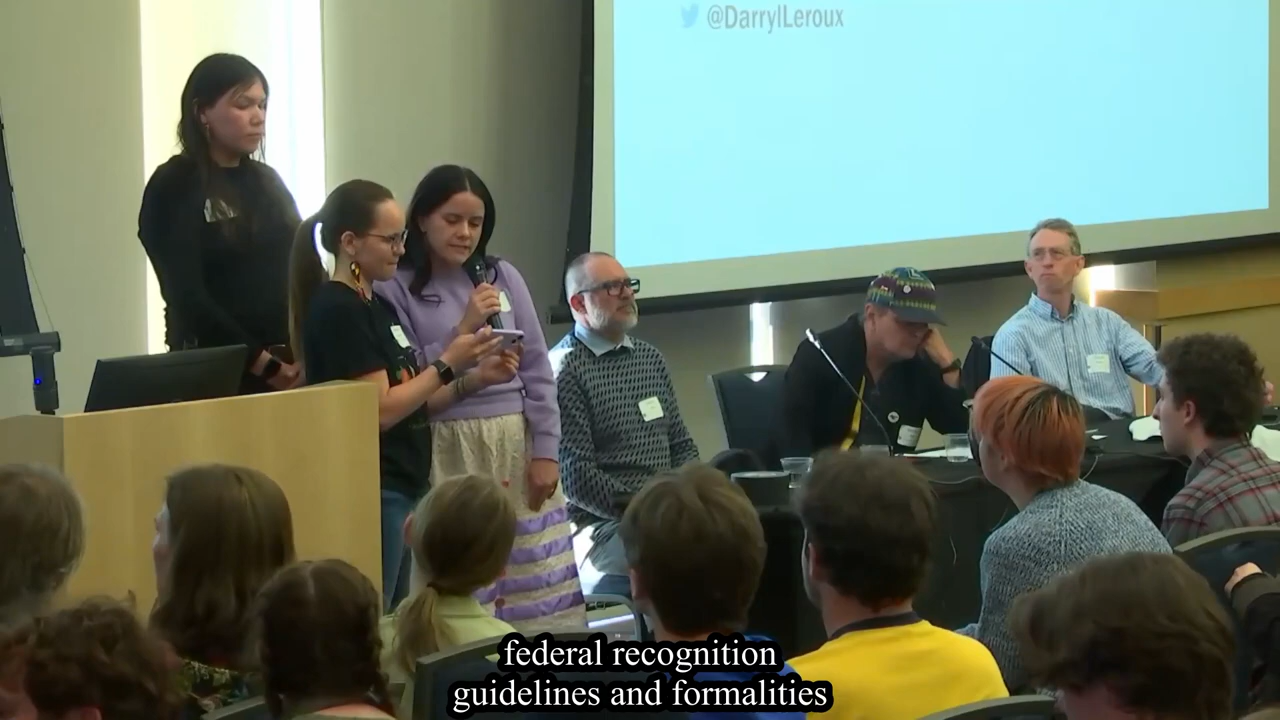 @DarrylLeroux
federal recognition
guidelines and formalities